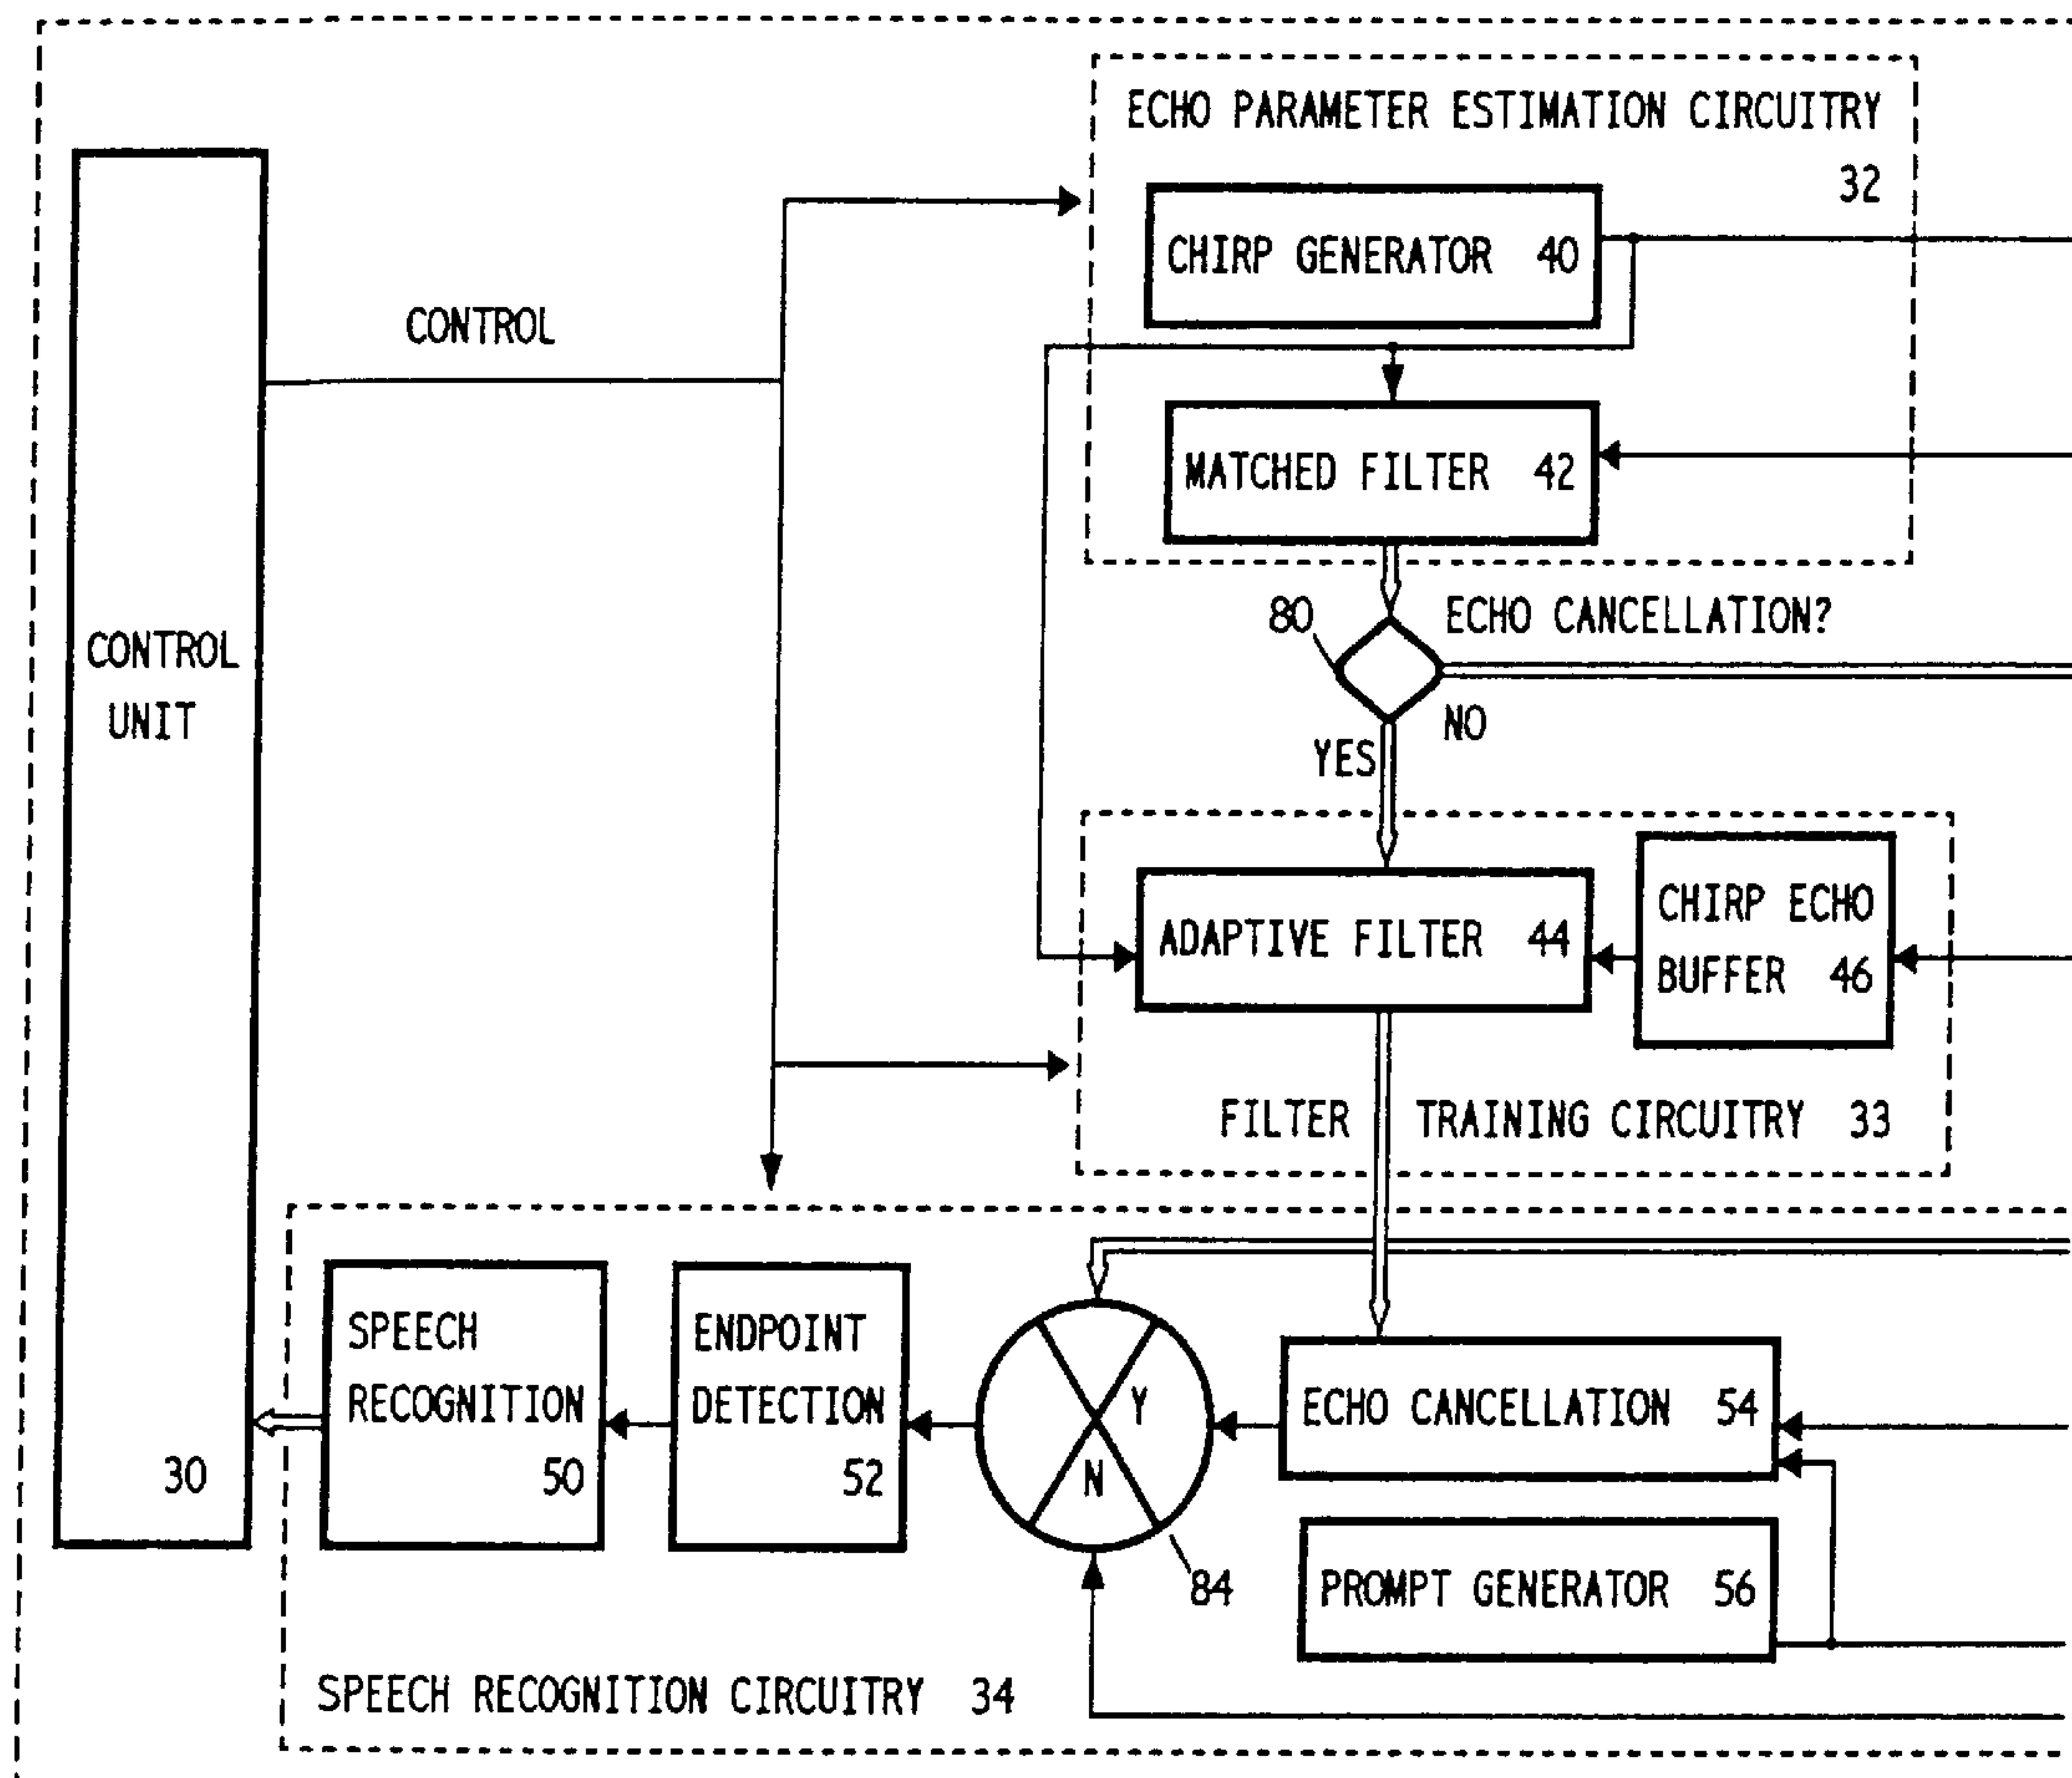 ECHO PARAMETER ESTIMATION CIRCUITRY
32
CHIRP GENERATOR 40
CONTROL
MATCHED FILTER 42
80
ECHO CANCELLATION?
CONTROL
UNIT
NO
YES
CHIRP ECHO
BUFFER 46
ADAPTIVE FILTER 44
FILTER TRAINING CIRCUITRY 33
SPEECH
RECOGNITION
50
ENDPOINT
DETECTION
52
Y
N
ECHO CANCELLATION 54
30
84
PROMPT GENERATOR 56
SPEECH RECOGNITION CIRCUITRY 34